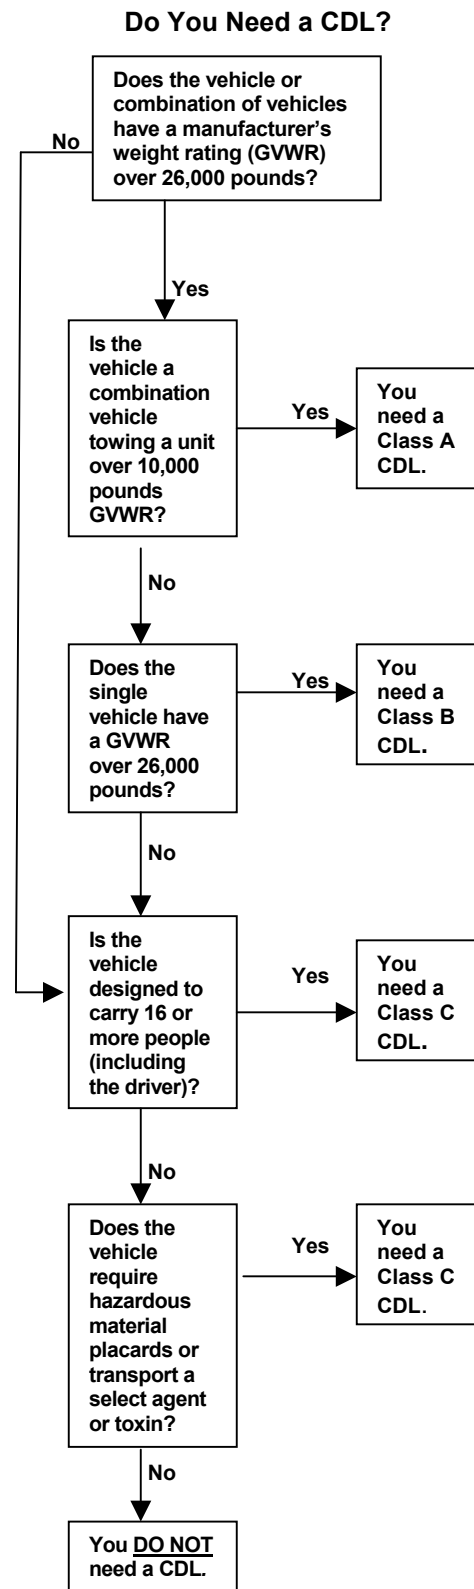 Do You Need a CDL?
Does the vehicle or
combination of vehicles
have a manufacturer's
weight rating (GVWR)
over 26,000 pounds?
No
Yes
Is the
vehicle a
combination
vehicle
towing a unit
over 10,000
pounds
GVWR?
Yes
You
need a
Class A
CDL.
No
Does the
single
vehicle have
a GVWR
over 26,000
pounds?
Yes
You
need a
Class B
CDL.
No
Is the
vehicle
designed to
carry 16 or
more people
(including
the driver)?
Yes
You
need a
Class C
CDL.
No
Does the
vehicle
require
hazardous
material
placards or
transport a
select agent
or toxin?
Yes
You
need a
Class C
CDL.
No
You DO NOT
need a CDL.